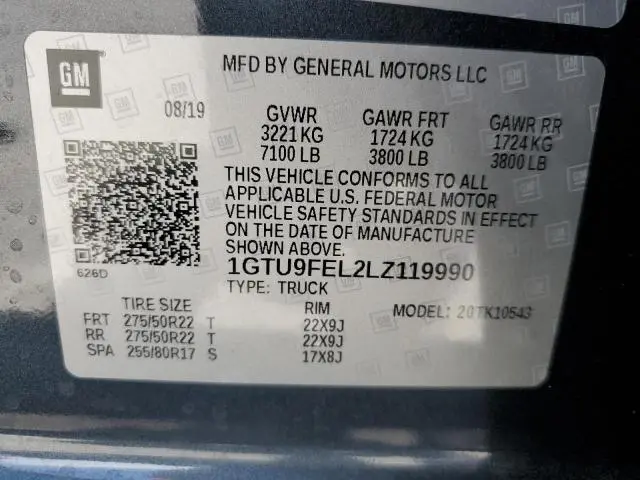 GM
MFD BY GENERAL MOTORS LLC
08/19
GVWR GAWR FRT GAWR RR
3221 KG 1724 KG 1724 KG
7100 LB 3800 LB 3800 LB
THIS VEHICLE CONFORMS TO ALL
APPLICABLE U.S. FEDERAL MOTOR
VEHICLE SAFETY STANDARDS IN EFFECT
ON THE DATE OF MANUFACTURE
SHOWN ABOVE.
626D
1GTU9FEL2LZ119990
TYPE: TRUCK
TIRE SIZE RIM MODEL: 20TK10543
FRT 275/50R22 T 22X9J
RR 275/50R22 T 22X9J
SPA 255/80R17 S 17X8J